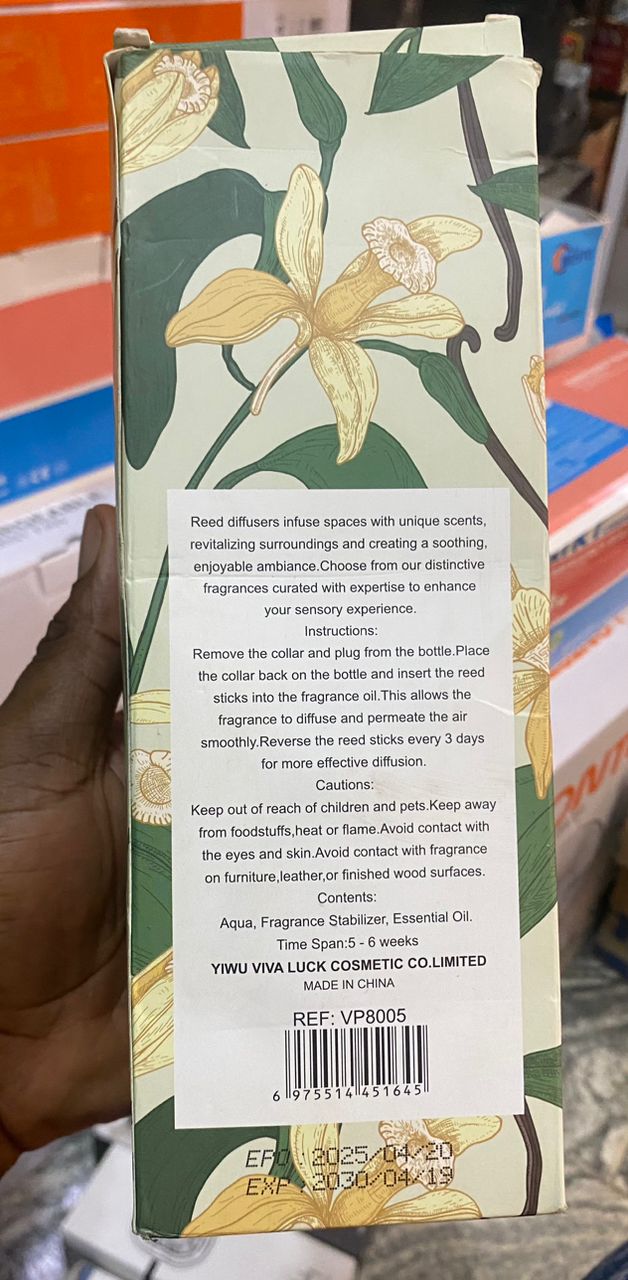 Reed diffusers infuse spaces with unique scents,
revitalizing surroundings and creating a soothing,
enjoyable ambiance.Choose from our distinctive
fragrances curated with expertise to enhance
your sensory experience.
Instructions:
Remove the collar and plug from the bottle.Place
the collar back on the bottle and insert the reed
sticks into the fragrance oil.This allows the
fragrance to diffuse and permeate the air
smoothly.Reverse the reed sticks every 3 days
for more effective diffusion.
Cautions:
Keep out of reach of children and pets.Keep away
from foodstuffs,heat or flame.Avoid contact with
the eyes and skin.Avoid contact with fragrance
on furniture,leather,or finished wood surfaces.
Contents:
Aqua, Fragrance Stabilizer, Essential Oil.
Time Span:5 - 6 weeks
YIWU VIVA LUCK COSMETIC CO.LIMITED
MADE IN CHINA
REF: VP8005
6 975514 451645
: 2025/04/20
EXP : 2030/04/19